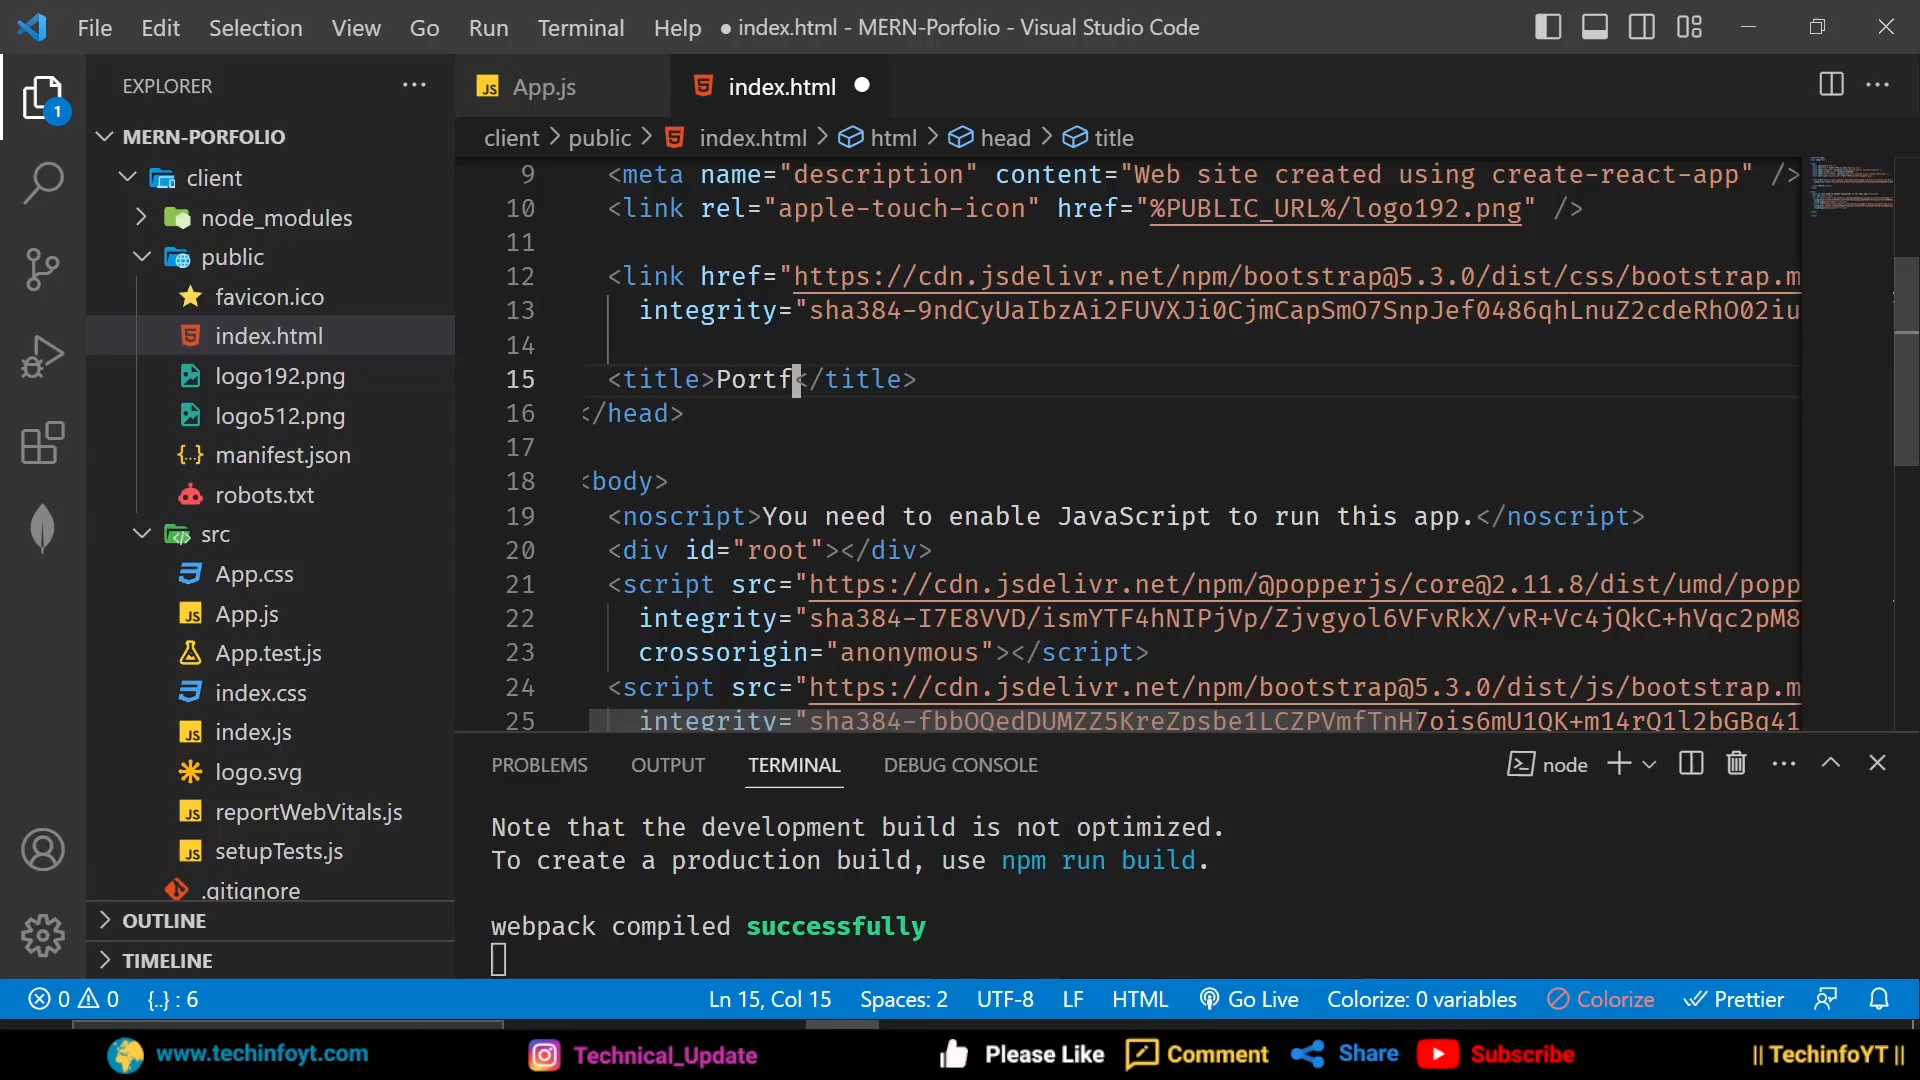 File Edit Selection View Go Run Terminal Help ● index.html - MERN-Porfolio - Visual Studio Code
EXPLORER
App.js
index.html
MERN-PORFOLIO
client > public > index.html > html > head > title
client
node_modules
public
favicon.ico
index.html
logo192.png
logo512.png
manifest.json
robots.txt
src
App.css
App.js
App.test.js
index.css
index.js
logo.svg
reportWebVitals.js
setupTests.js
.gitignore
OUTLINE
TIMELINE
1
9 <meta name="description" content="Web site created using create-react-app" />
10 <link rel="apple-touch-icon" href="%PUBLIC_URL%/logo192.png" />
11
12 <link href="https://cdn.jsdelivr.net/npm/bootstrap@5.3.0/dist/css/bootstrap.m
13 integrity="sha384-9ndCyUaIbzAi2FUVXJi0CjmCapSmO7SnpJef0486qhLnuZ2cdeRhO02iu
14
15 <title>Portf</title>
16 </head>
17
18 <body>
19 <noscript>You need to enable JavaScript to run this app.</noscript>
20 <div id="root"></div>
21 <script src="https://cdn.jsdelivr.net/npm/@popperjs/core@2.11.8/dist/umd/popp
22 integrity="sha384-I7E8VVD/ismYTF4hNIPjVp/Zjvgyol6VFvRkX/vR+Vc4jQkC+hVqc2pM8
23 crossorigin="anonymous"></script>
24 <script src="https://cdn.jsdelivr.net/npm/bootstrap@5.3.0/dist/js/bootstrap.m
25 integrity="sha384-fbbOQedDUMZZ5KreZpsbe1LCZPVmfTnH7ois6mU1QK+m14rQ1l2bGBq41
PROBLEMS OUTPUT TERMINAL DEBUG CONSOLE
node
Note that the development build is not optimized.
To create a production build, use npm run build.
webpack compiled successfully
0 0 {..} : 6 Ln 15, Col 15 Spaces: 2 UTF-8 LF HTML Go Live Colorize: 0 variables Colorize Prettier
www.techinfoyt.com Technical_Update Please Like Comment Share Subscribe || TechinfoYT ||